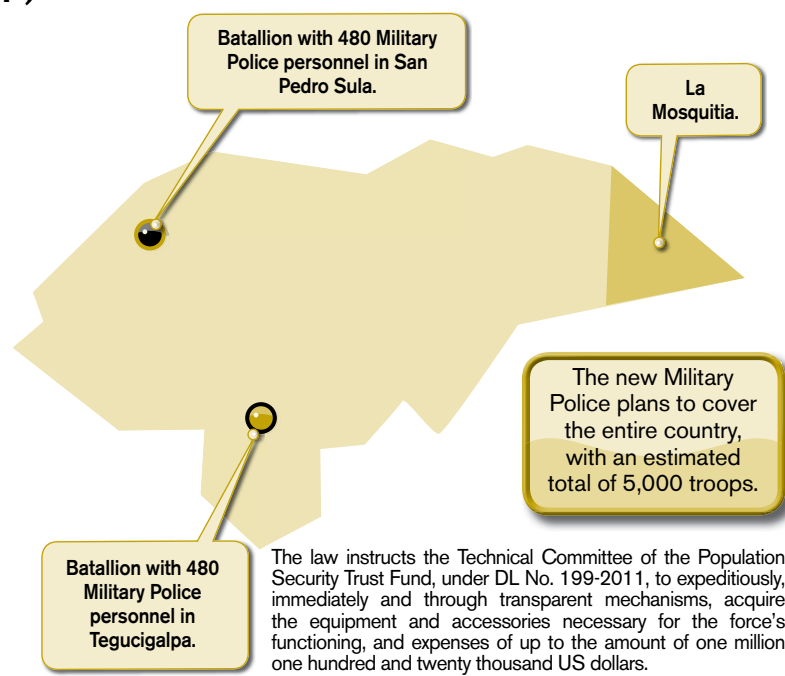 Batallion with 480 Military
Police personnel in San
Pedro Sula.
La
Mosquitia.
The new Military
Police plans to cover
the entire country,
with an estimated
total of 5,000 troops.
Batallion with 480
Military Police
personnel in
Tegucigalpa.
The law instructs the Technical Committee of the Population
Security Trust Fund, under DL No. 199-2011, to expeditiously,
immediately and through transparent mechanisms, acquire
the equipment and accessories necessary for the force's
functioning, and expenses of up to the amount of one million
one hundred and twenty thousand US dollars.